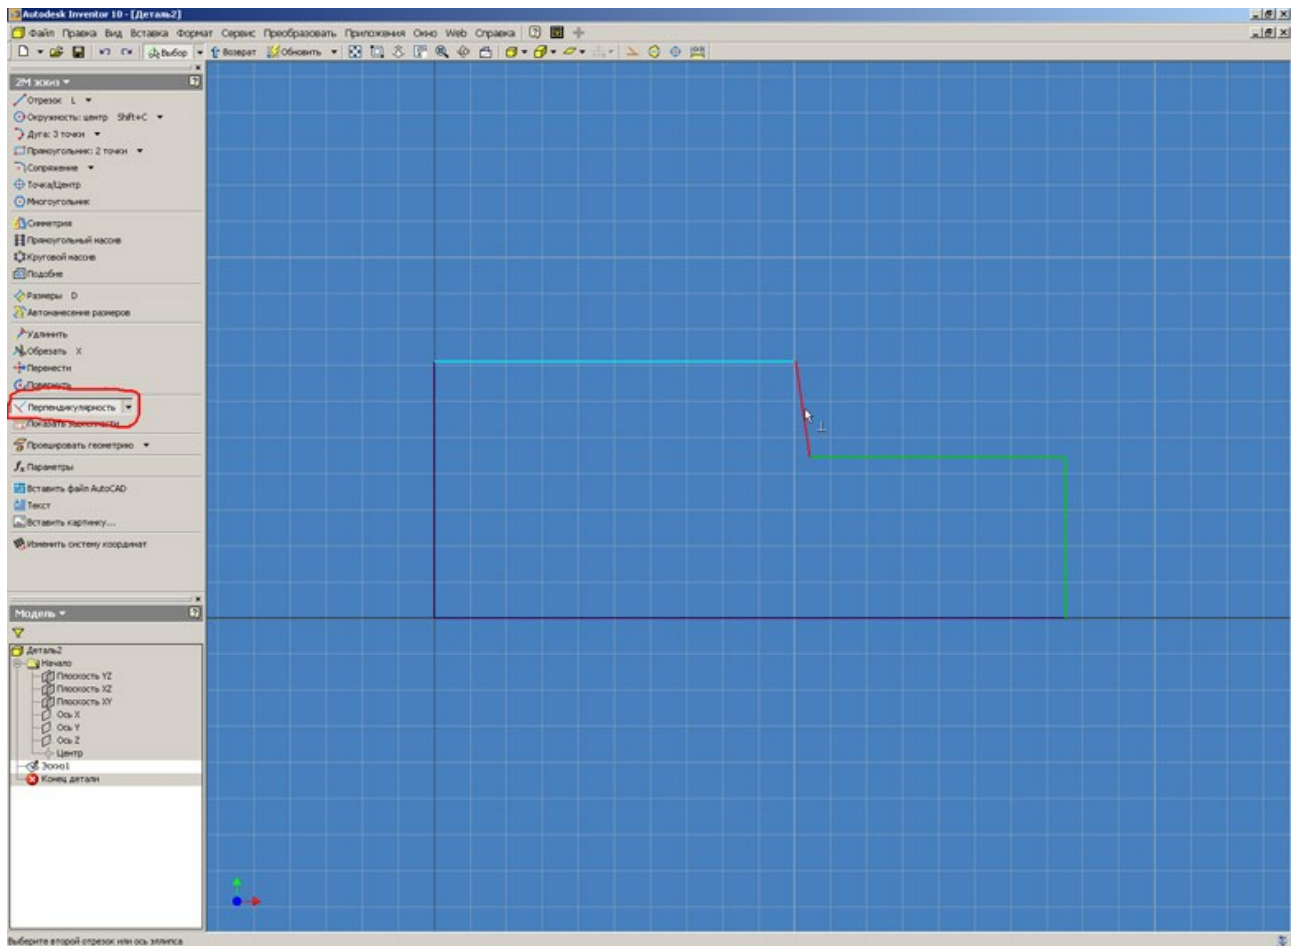 Autodesk Inventor 10 - [Деталь2]
Файл Правка Вид Вставка Формат Сервис Преобразовать Приложения Окно Web Справка
Выбор Возврат Обновить
2М эскиз
Отрезок L
Окружность: центр Shift+C
Дуга: 3 точки
Прямоугольник: 2 точки
Сопряжение
Точка/Центр
Многоугольник
Симметрия
Прямоугольный массив
Круговой массив
Подобие
Размеры D
Автонанесение размеров
Удлинить
Обрезать X
Перенести
Повернуть
Перпендикулярность
Показать зависимости
Проецировать геометрию
fx Параметры
Вставить файл AutoCAD
Текст
Вставить картинку...
Изменить систему координат
Модель
Деталь2
Начало
Плоскость YZ
Плоскость XZ
Плоскость XY
Ось X
Ось Y
Ось Z
Центр
Эскиз1
Конец детали
Выберите второй отрезок или ось эллипса